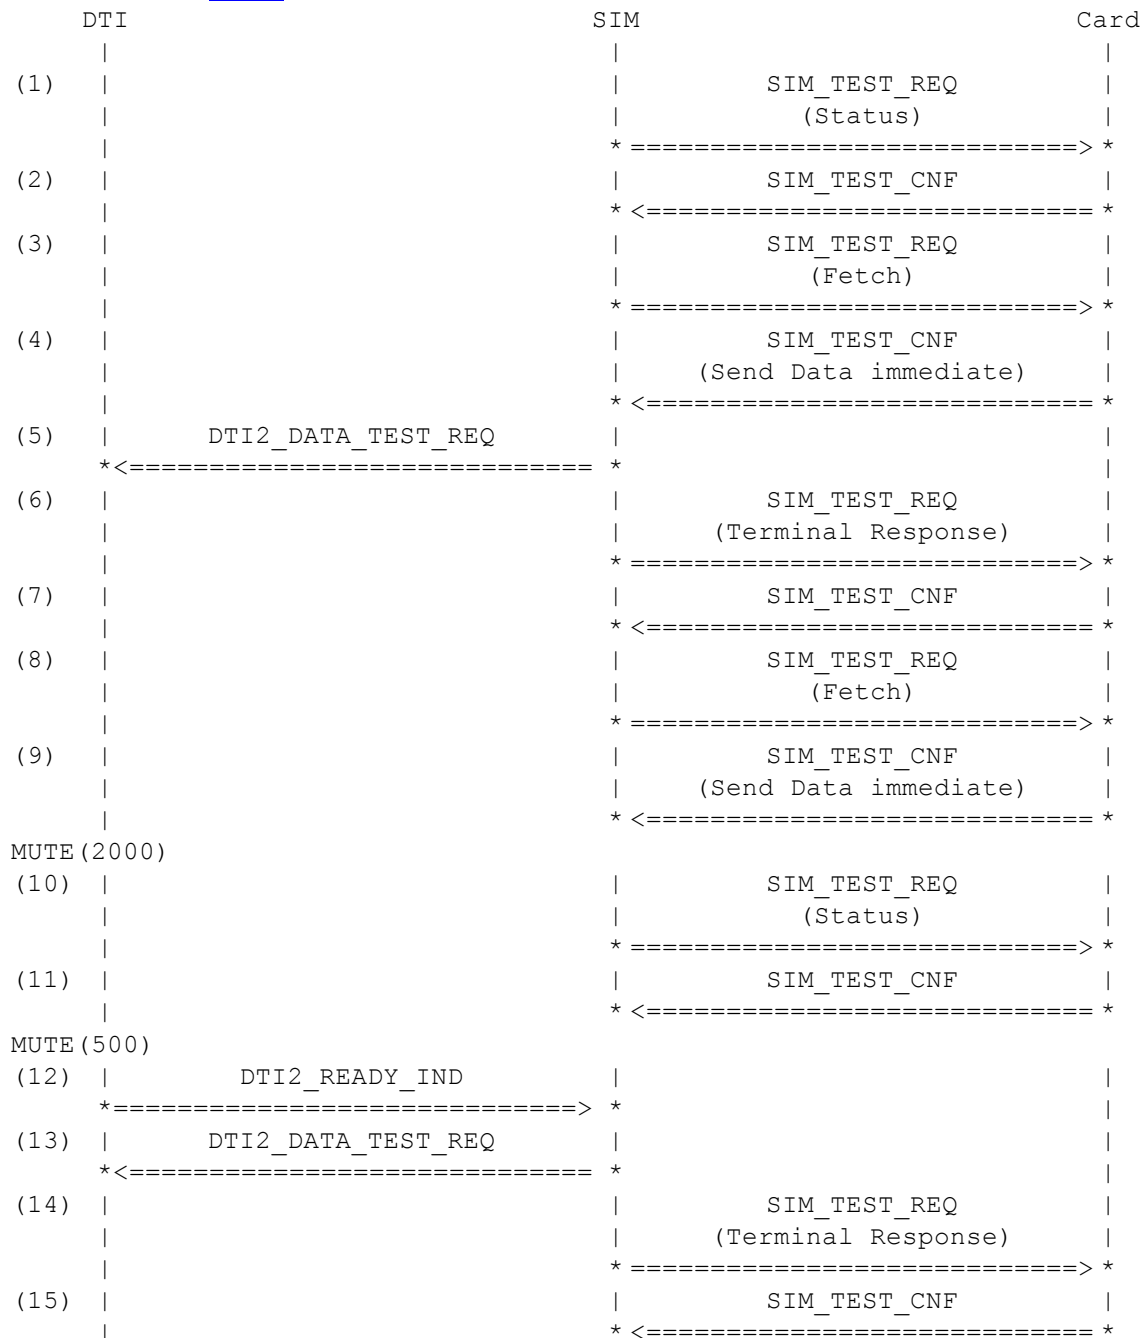 DTI SIM Card
| | |
(1) | | SIM_TEST_REQ |
| | (Status) |
| * ============================> *
(2) | | SIM_TEST_CNF |
| * <============================ *
(3) | | SIM_TEST_REQ |
| | (Fetch) |
| * ============================> *
(4) | | SIM_TEST_CNF |
| | (Send Data immediate) |
| * <============================ *
(5) | DTI2_DATA_TEST_REQ | |
*<============================= * |
(6) | | SIM_TEST_REQ |
| | (Terminal Response) |
| * ============================> *
(7) | | SIM_TEST_CNF |
| * <============================ *
(8) | | SIM_TEST_REQ |
| | (Fetch) |
| * ============================> *
(9) | | SIM_TEST_CNF |
| | (Send Data immediate) |
| * <============================ *
MUTE(2000)
(10) | | SIM_TEST_REQ |
| | (Status) |
| * ============================> *
(11) | | SIM_TEST_CNF |
| * <============================ *
MUTE(500)
(12) | DTI2_READY_IND | |
*=============================> * |
(13) | DTI2_DATA_TEST_REQ | |
*<============================= * |
(14) | | SIM_TEST_REQ |
| | (Terminal Response) |
| * ============================> *
(15) | | SIM_TEST_CNF |
| * <============================ *